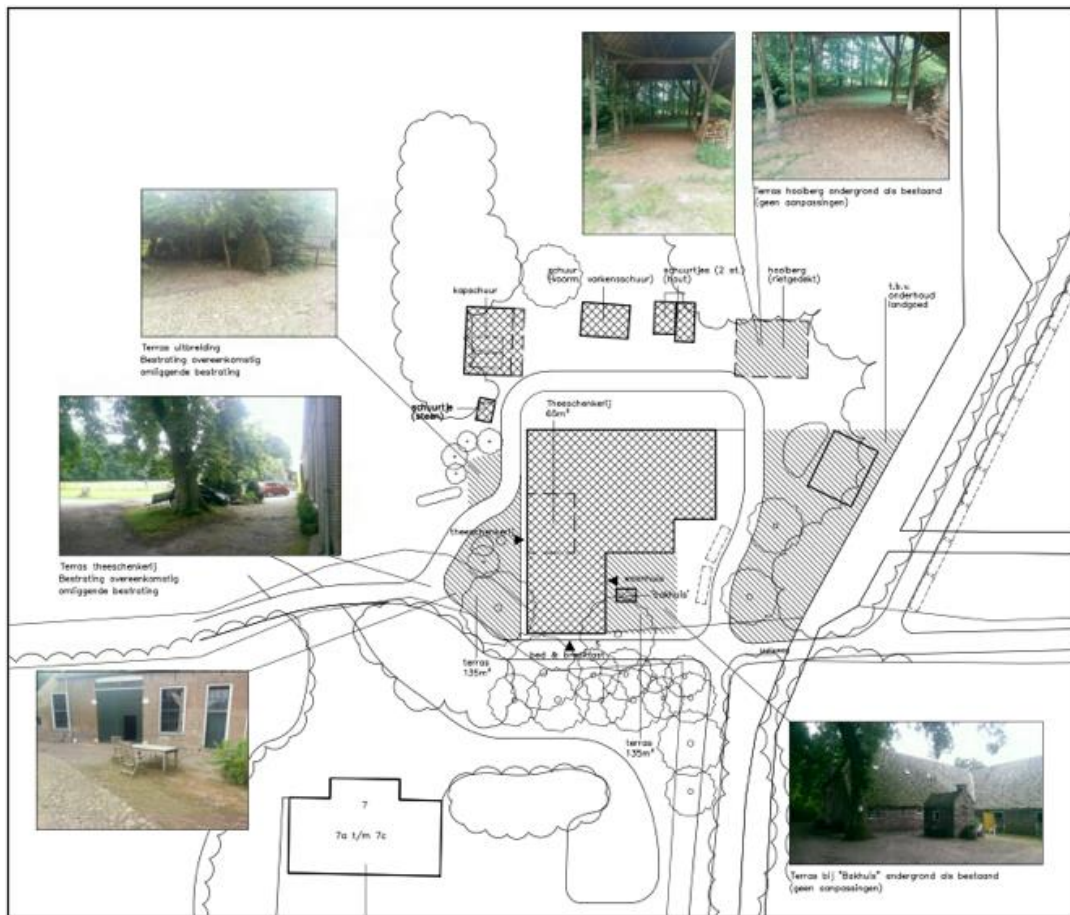 Terras hooiberg ondergrond als bestaand
(geen aanpassingen)
schuur
(voorm. varkensschuur)
schuurtjes (2 st.)
(hout)
hooiberg
(rietgedekt)
t.b.v.
onderhoud
landgoed
kapschuur
Terras uitbreiding
Bestrating overeenkomstig
omliggende bestrating
schuurtje
(steen)
Theeschenkerij
65m²
theeschenkerij
Terras theeschenkerij
Bestrating overeenkomstig
omliggende bestrating
woonhuis
'bakhuis'
bed & breakfast
terras
135m²
terras
135m²
7
7a t/m 7c
Terras bij "Bakhuis" ondergrond als bestaand
(geen aanpassingen)